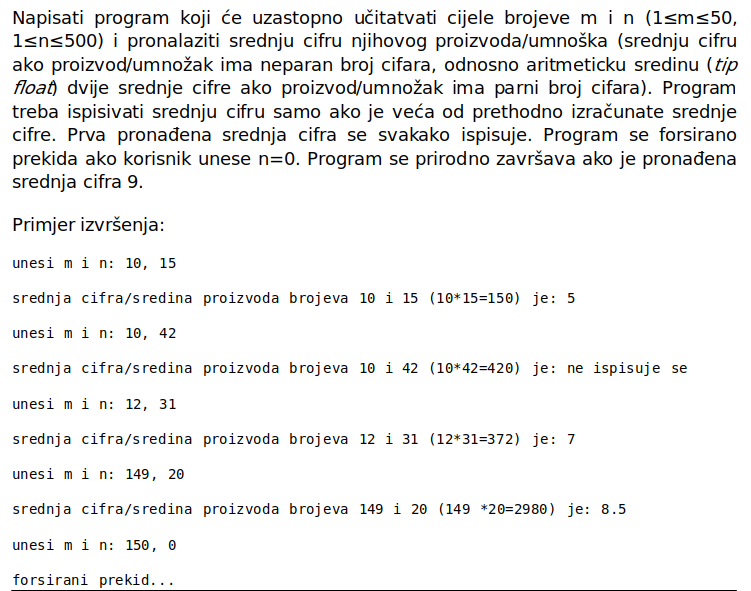 Napisati program koji će uzastopno učitatvati cijele brojeve m i n (1≤m≤50,
1≤n≤500) i pronalaziti srednju cifru njihovog proizvoda/umnoška (srednju cifru
ako proizvod/umnožak ima neparan broj cifara, odnosno aritmeticku sredinu (tip
float) dvije srednje cifre ako proizvod/umnožak ima parni broj cifara). Program
treba ispisivati srednju cifru samo ako je veća od prethodno izračunate srednje
cifre. Prva pronađena srednja cifra se svakako ispisuje. Program se forsirano
prekida ako korisnik unese n=0. Program se prirodno završava ako je pronađena
srednja cifra 9.
Primjer izvršenja:
unesi m i n: 10, 15
srednja cifra/sredina proizvoda brojeva 10 i 15 (10*15=150) je: 5
unesi m i n: 10, 42
srednja cifra/sredina proizvoda brojeva 10 i 42 (10*42=420) je: ne ispisuje se
unesi m i n: 12, 31
srednja cifra/sredina proizvoda brojeva 12 i 31 (12*31=372) je: 7
unesi m i n: 149, 20
srednja cifra/sredina proizvoda brojeva 149 i 20 (149 *20=2980) je: 8.5
unesi m i n: 150, 0
forsirani prekid...